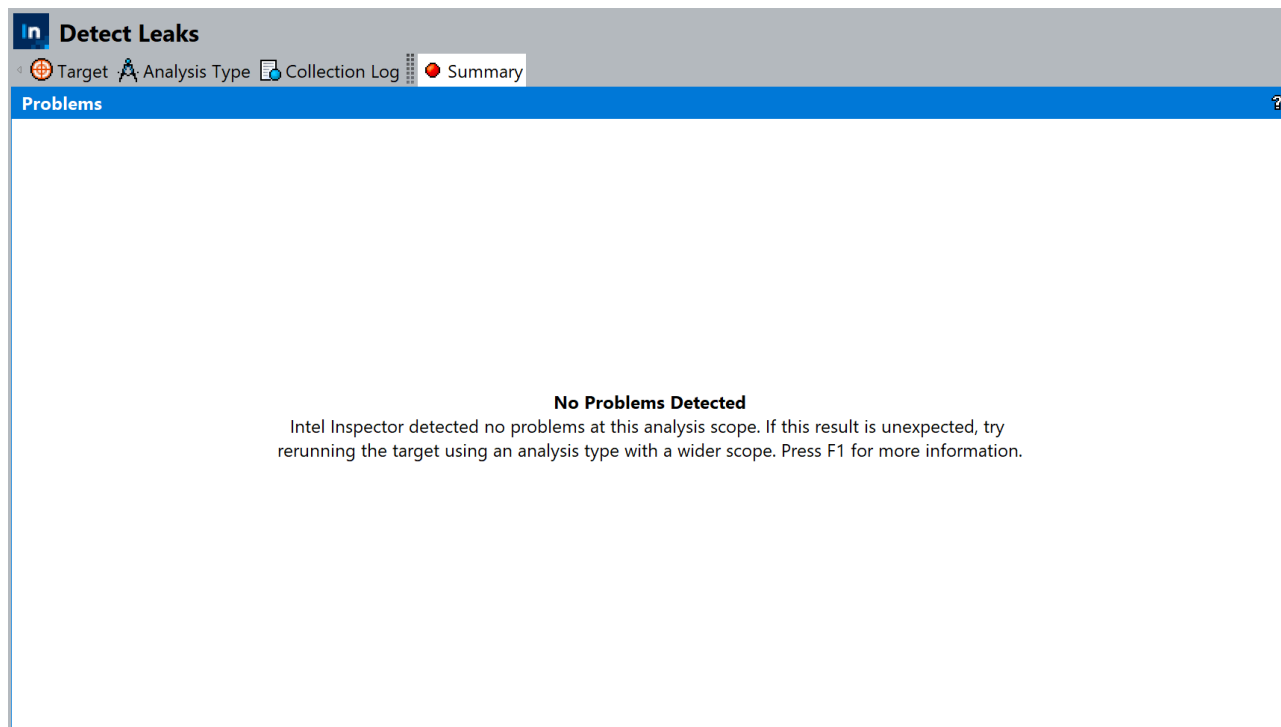 In Detect Leaks
Target Analysis Type Collection Log Summary
Problems ?
No Problems Detected
Intel Inspector detected no problems at this analysis scope. If this result is unexpected, try
rerunning the target using an analysis type with a wider scope. Press F1 for more information.